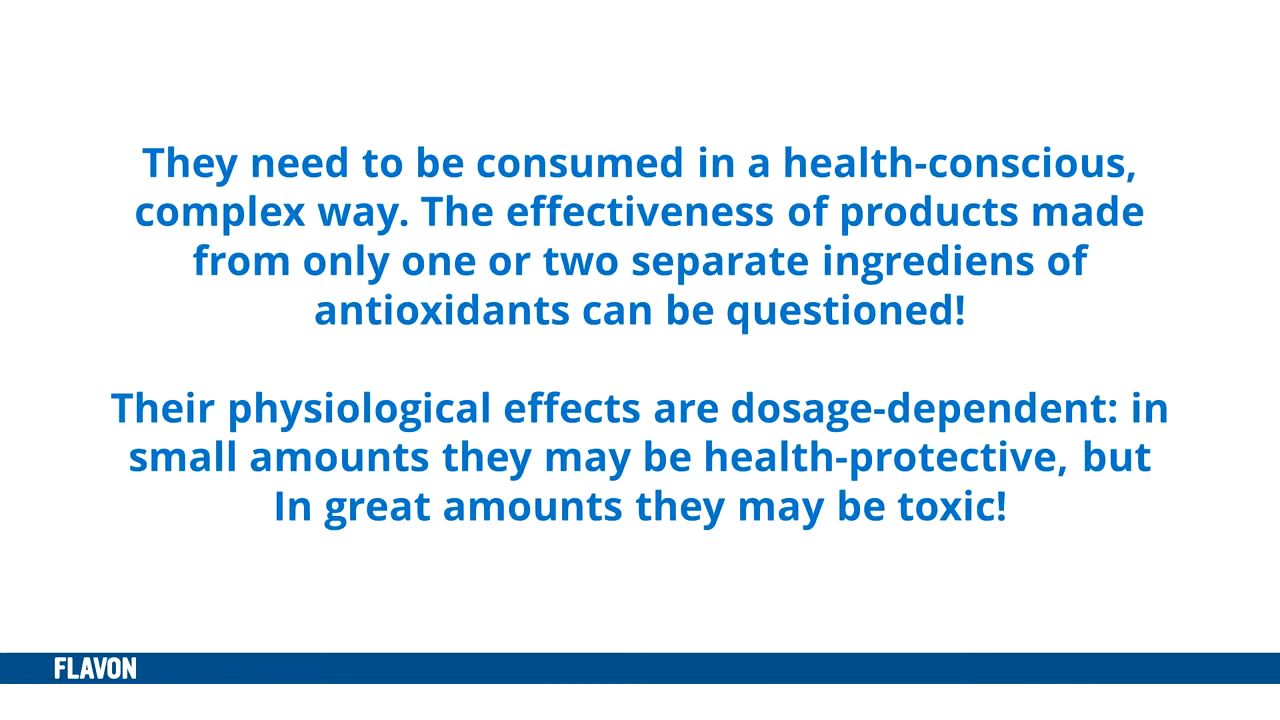 They need to be consumed in a health-conscious,
complex way. The effectiveness of products made
from only one or two separate ingrediens of
antioxidants can be questioned!
Their physiological effects are dosage-dependent: in
small amounts they may be health-protective, but
In great amounts they may be toxic!
FLAVON